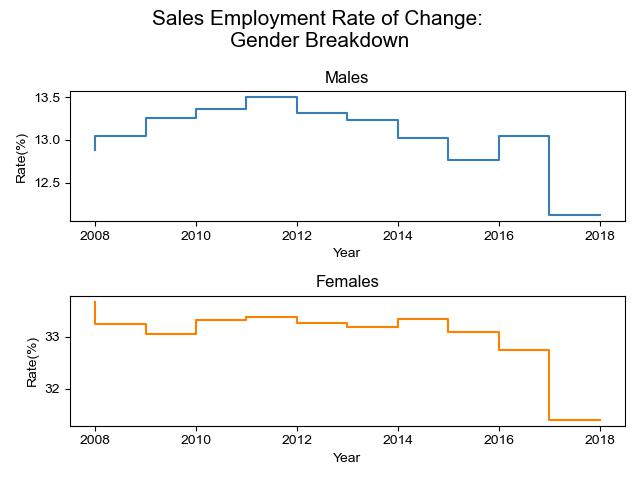 Sales Employment Rate of Change:
Gender Breakdown
Males
13.5
13.0
12.5
Rate(%)
2008 2010 2012 2014 2016 2018
Year
Females
33
32
Rate(%)
2008 2010 2012 2014 2016 2018
Year